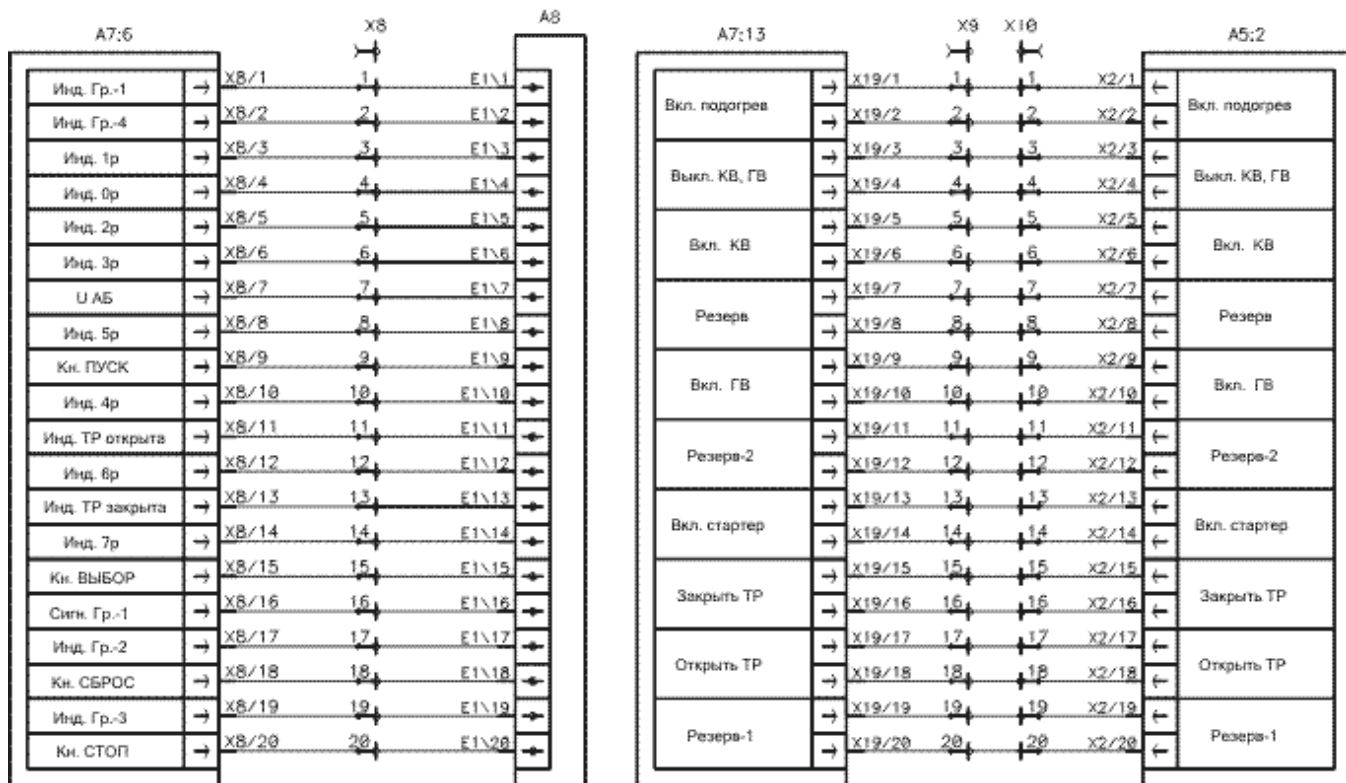 A7:6 X8 A8 A7:13 X9 X10 A5:2
Инд. Гр.-1 X8/1 1 E1\1
Инд. Гр.-4 X8/2 2 E1\2
Инд. 1р X8/3 3 E1\3
Инд. 0р X8/4 4 E1\4
Инд. 2р X8/5 5 E1\5
Инд. 3р X8/6 6 E1\6
U АБ X8/7 7 E1\7
Инд. 5р X8/8 8 E1\8
Кн. ПУСК X8/9 9 E1\9
Инд. 4р X8/10 10 E1\10
Инд. ТР открыта X8/11 11 E1\11
Инд. 6р X8/12 12 E1\12
Инд. ТР закрыта X8/13 13 E1\13
Инд. 7р X8/14 14 E1\14
Кн. ВЫБОР X8/15 15 E1\15
Сигн. Гр.-1 X8/16 16 E1\16
Инд. Гр.-2 X8/17 17 E1\17
Кн. СБРОС X8/18 18 E1\18
Инд. Гр.-3 X8/19 19 E1\19
Кн. СТОП X8/20 20 E1\20
X19/1 1 1 X2/1
Вкл. подогрев Вкл. подогрев
X19/2 2 2 X2/2
X19/3 3 3 X2/3
Выкл. КВ, ГВ Выкл. КВ, ГВ
X19/4 4 4 X2/4
X19/5 5 5 X2/5
Вкл. КВ Вкл. КВ
X19/6 6 6 X2/6
X19/7 7 7 X2/7
Резерв Резерв
X19/8 8 8 X2/8
X19/9 9 9 X2/9
Вкл. ГВ Вкл. ГВ
X19/10 10 10 X2/10
X19/11 11 11 X2/11
Резерв-2 Резерв-2
X19/12 12 12 X2/12
X19/13 13 13 X2/13
Вкл. стартер Вкл. стартер
X19/14 14 14 X2/14
X19/15 15 15 X2/15
Закрыть ТР Закрыть ТР
X19/16 16 16 X2/16
X19/17 17 17 X2/17
Открыть ТР Открыть ТР
X19/18 18 18 X2/18
X19/19 19 19 X2/19
Резерв-1 Резерв-1
X19/20 20 20 X2/20